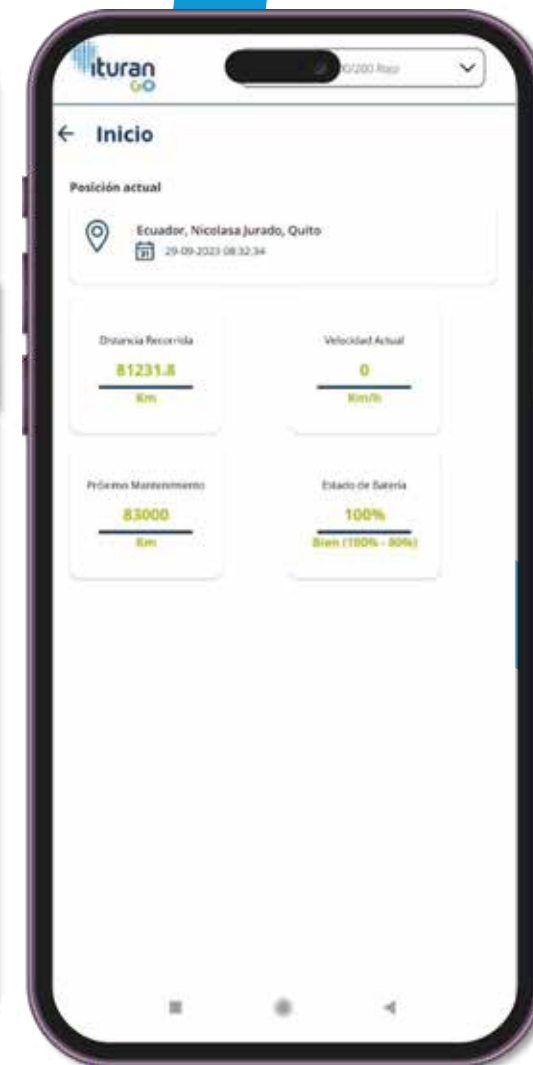 ituran
GO
← Inicio
Posición actual
Ecuador, Nicolasa Jurado, Quito
31 29-09-2023 08:32:34
Distancia Recorrida
81231.8
Km
Velocidad Actual
0
Km/h
Próximo Mantenimiento
83000
Km
Estado de Batería
100%
Bien (100% - 80%)